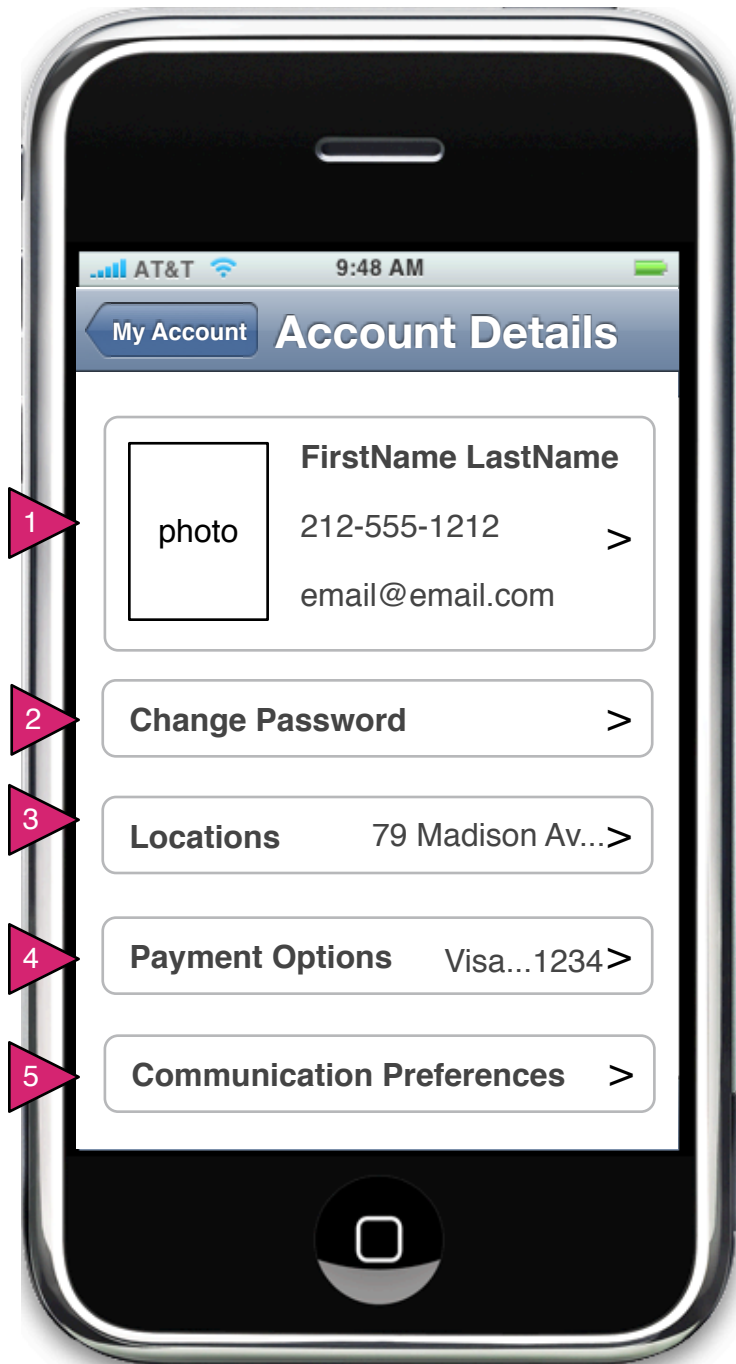 AT&T 9:48 AM
My Account Account Details
FirstName LastName
1 photo 212-555-1212 >
email@email.com
2 Change Password >
3 Locations 79 Madison Av...>
4 Payment Options Visa...1234>
5 Communication Preferences >